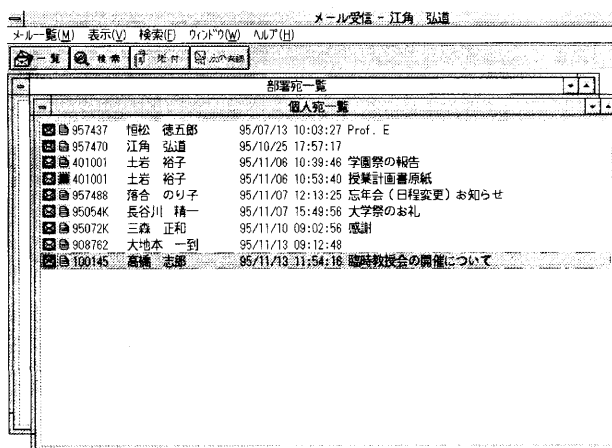 メール受信 - 江角 弘道
メール一覧(M) 表示(V) 検索(F) ウィンドウ(W) ヘルプ(H)
一覧 検索 添付 次の未読
部署宛一覧
個人宛一覧
957437 恒松 徳五郎 95/07/13 10:03:27 Prof. E
957470 江角 弘道 95/10/25 17:57:17
401001 土岩 裕子 95/11/06 10:39:46 学園祭の報告
401001 土岩 裕子 95/11/06 10:53:40 授業計画書原紙
957488 落合 のり子 95/11/07 12:13:25 忘年会(日程変更)お知らせ
95054K 長谷川 精一 95/11/07 15:49:56 大学祭のお礼
95072K 三森 正和 95/11/10 09:02:56 感謝
908762 大地本 一到 95/11/13 09:12:48
100145 高橋 志郎 95/11/13 11:54:16 臨時教授会の開催について